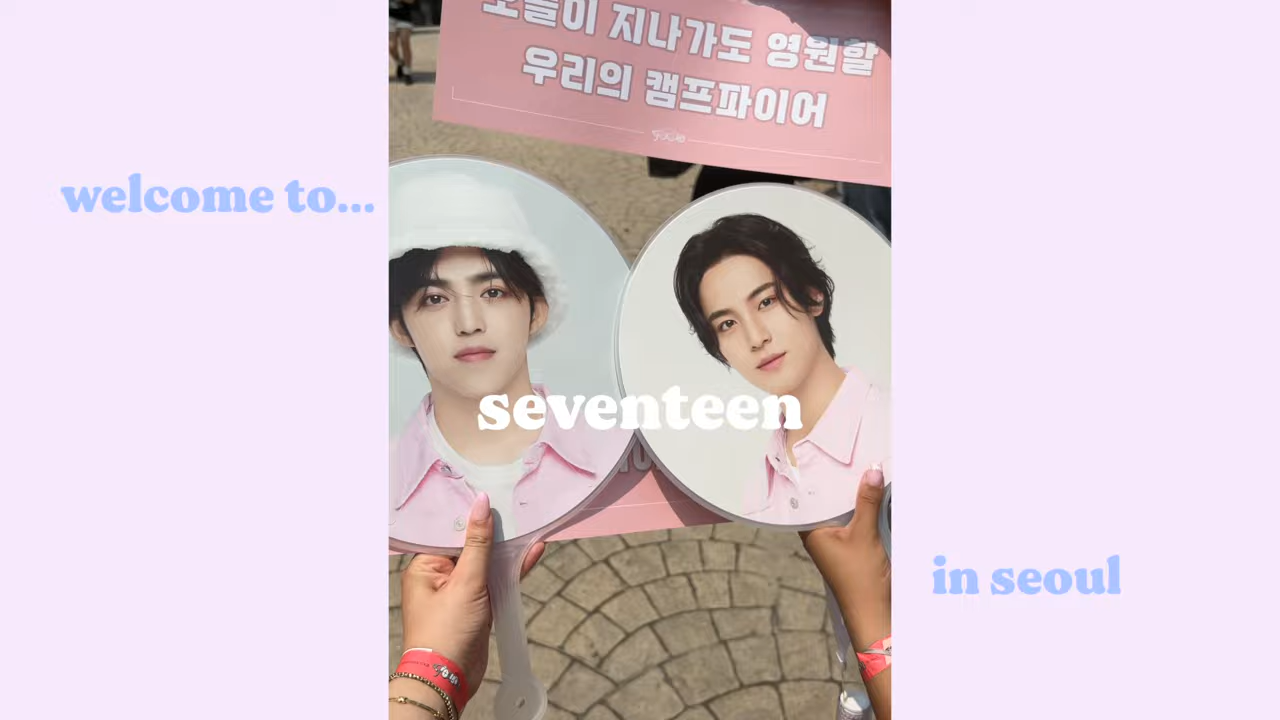 오늘이 지나가도 영원할
우리의 캠프파이어
welcome to...
seventeen
in seoul